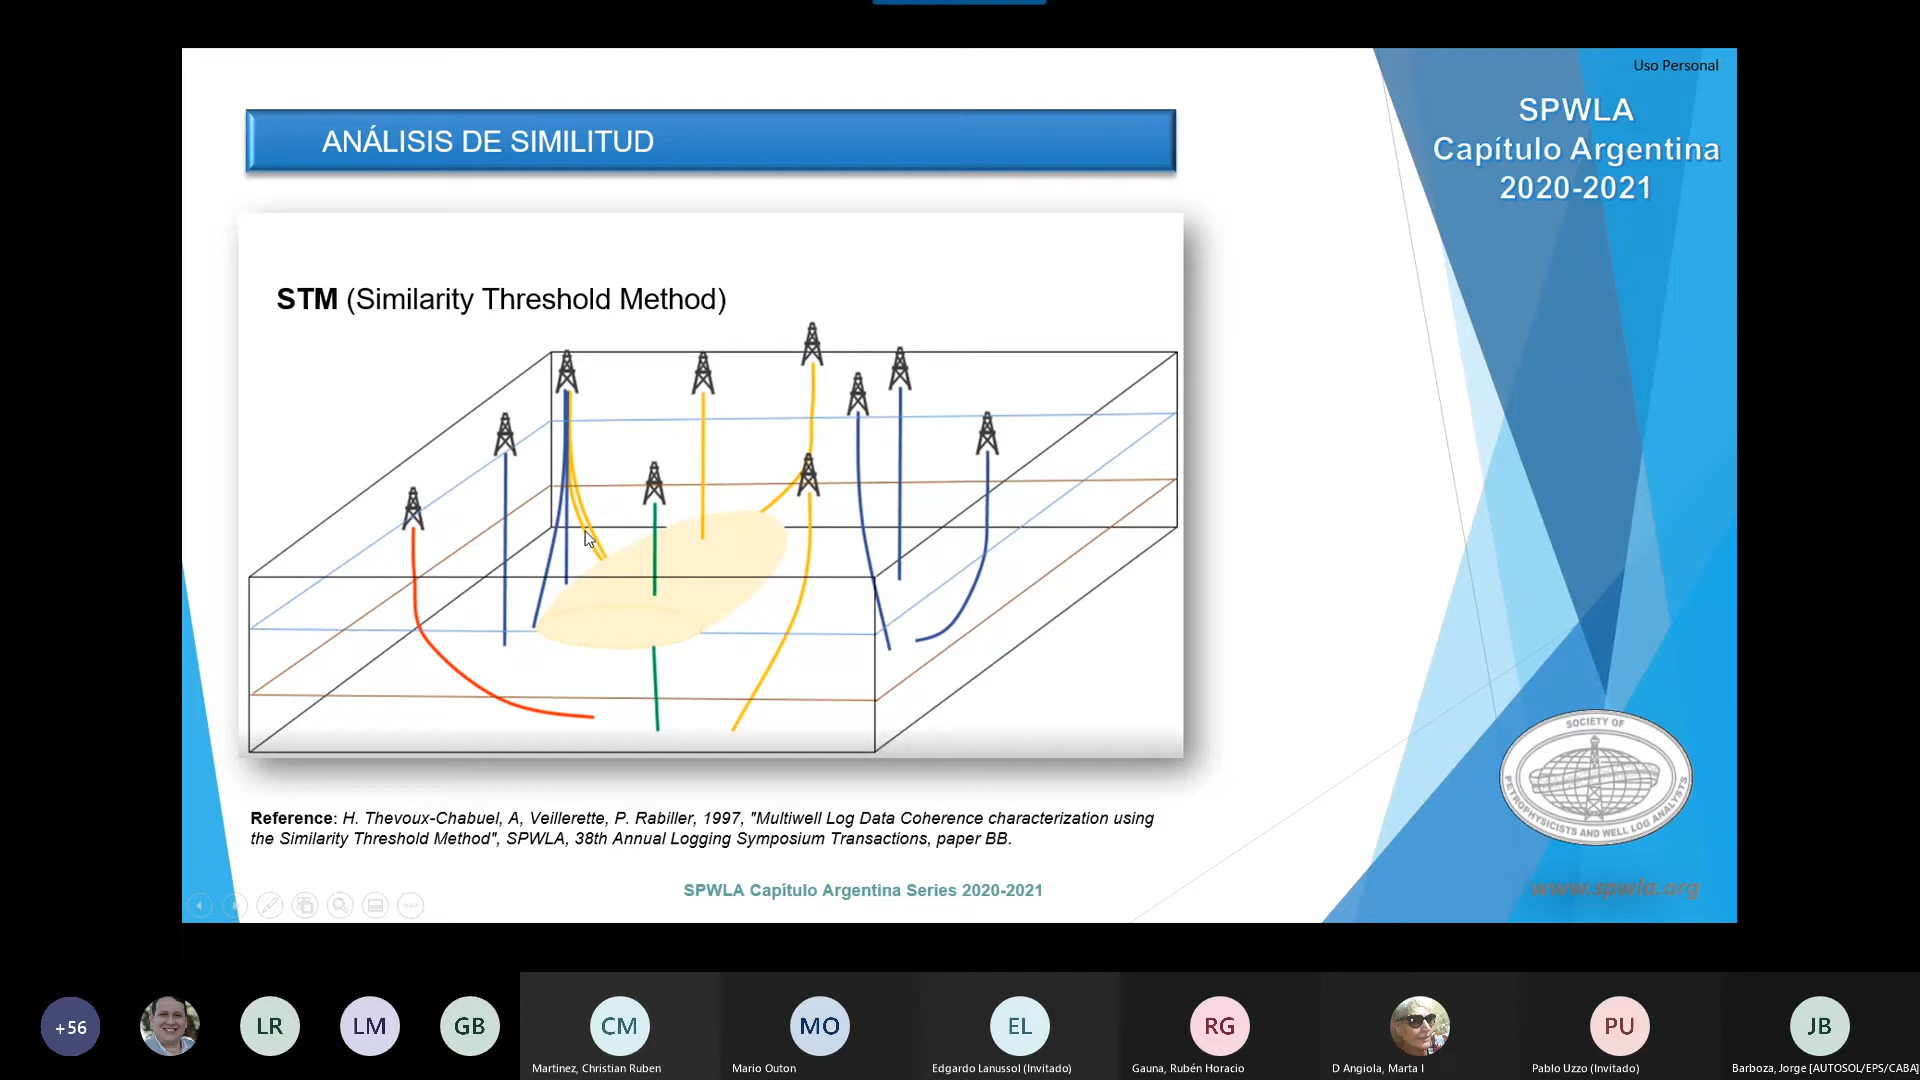 Uso Personal
SPWLA
Capítulo Argentina
2020-2021
ANÁLISIS DE SIMILITUD
STM (Similarity Threshold Method)
Reference: H. Thevoux-Chabuel, A, Veillerette, P. Rabiller, 1997, "Multiwell Log Data Coherence characterization using
the Similarity Threshold Method", SPWLA, 38th Annual Logging Symposium Transactions, paper BB.
SOCIETY OF
PETROPHYSICISTS AND WELL LOG ANALYSTS
SPWLA Capítulo Argentina Series 2020-2021
www.spwla.org
+56
LR
LM
GB
CM
MO
EL
RG
PU
JB
Martinez, Christian Ruben
Mario Outon
Edgardo Lanussol (Invitado)
Gauna, Rubén Horacio
D Angiola, Marta I
Pablo Uzzo (Invitado)
Barboza, Jorge [AUTOSOL/EPS/CABA]